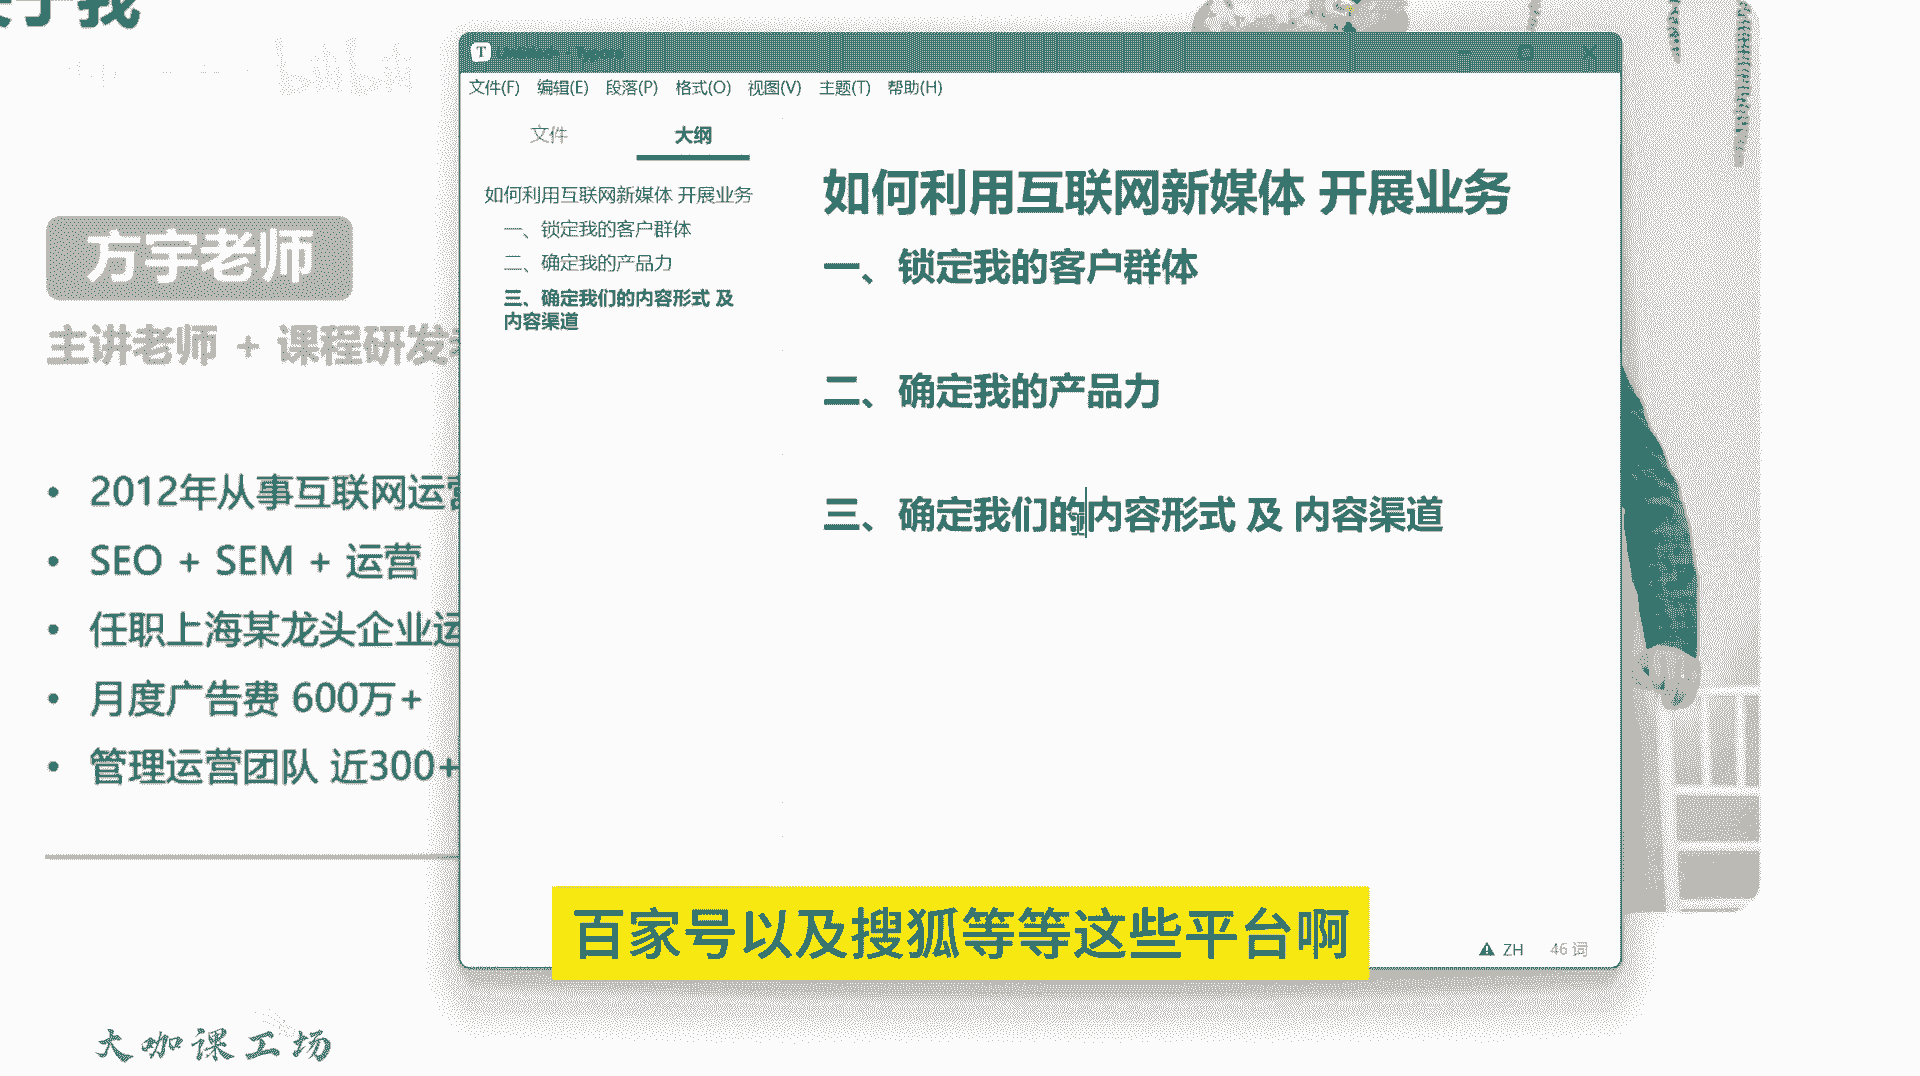 方宇老师
主讲老师 + 课程研发
• 2012年从事互联网运营
• SEO + SEM + 运营
• 任职上海某龙头企业运
• 月度广告费 600万+
• 管理运营团队 近300+
大咖课工场
文件(F) 编辑(E) 段落(P) 格式(O) 视图(V) 主题(T) 帮助(H)
文件 大纲
如何利用互联网新媒体 开展业务
一、锁定我的客户群体
二、确定我的产品力
三、确定我们的内容形式 及
内容渠道
如何利用互联网新媒体 开展业务
一、锁定我的客户群体
二、确定我的产品力
三、确定我们的内容形式 及 内容渠道
ZH 46 词
百家号以及搜狐等等这些平台啊